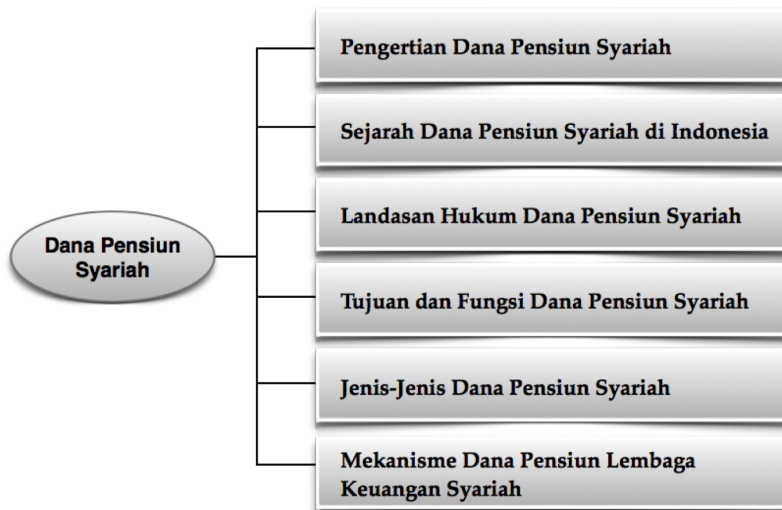 Pengertian Dana Pensiun Syariah
Sejarah Dana Pensiun Syariah di Indonesia
Landasan Hukum Dana Pensiun Syariah
Dana Pensiun
Syariah
Tujuan dan Fungsi Dana Pensiun Syariah
Jenis-Jenis Dana Pensiun Syariah
Mekanisme Dana Pensiun Lembaga
Keuangan Syariah